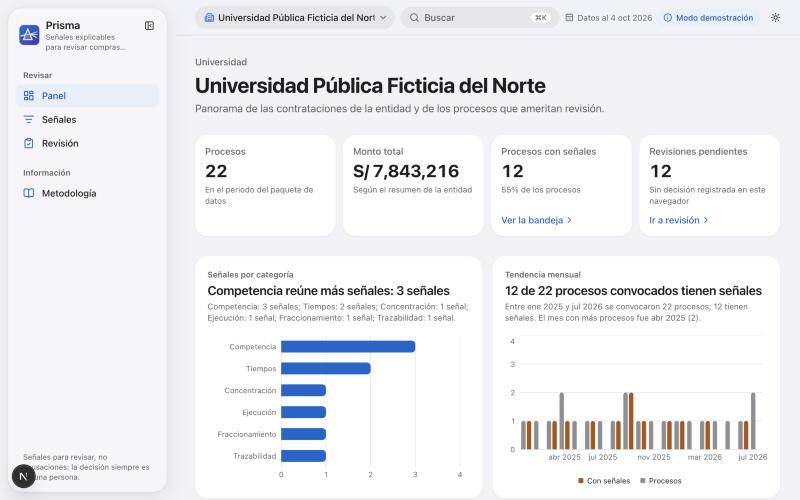 Prisma
Señales explicables
para revisar compras...
Revisar
Panel
Señales
Revisión
Información
Metodología
Señales para revisar, no
usaciones: la decisión siempre es
una persona.
N
Universidad Pública Ficticia del Nort
Buscar
⌘K
Datos al 4 oct 2026
Modo demostración
Universidad
Universidad Pública Ficticia del Norte
Panorama de las contrataciones de la entidad y de los procesos que ameritan revisión.
Procesos
22
En el periodo del paquete de
datos
Monto total
S/ 7,843,216
Según el resumen de la entidad
Procesos con señales
12
55% de los procesos
Ver la bandeja
Revisiones pendientes
12
Sin decisión registrada en este
navegador
Ir a revisión
Señales por categoría
Competencia reúne más señales: 3 señales
Competencia: 3 señales; Tiempos: 2 señales; Concentración: 1 señal;
Ejecución: 1 señal; Fraccionamiento: 1 señal; Trazabilidad: 1 señal.
Competencia
Tiempos
Concentración
Ejecución
Fraccionamiento
Trazabilidad
0 1 2 3 4
Tendencia mensual
12 de 22 procesos convocados tienen señales
Entre ene 2025 y jul 2026 se convocaron 22 procesos; 12 tienen
señales. El mes con más procesos fue abr 2025 (2).
4
3
2
1
0
abr 2025 jul 2025 nov 2025 mar 2026 jul 2026
Con señales Procesos